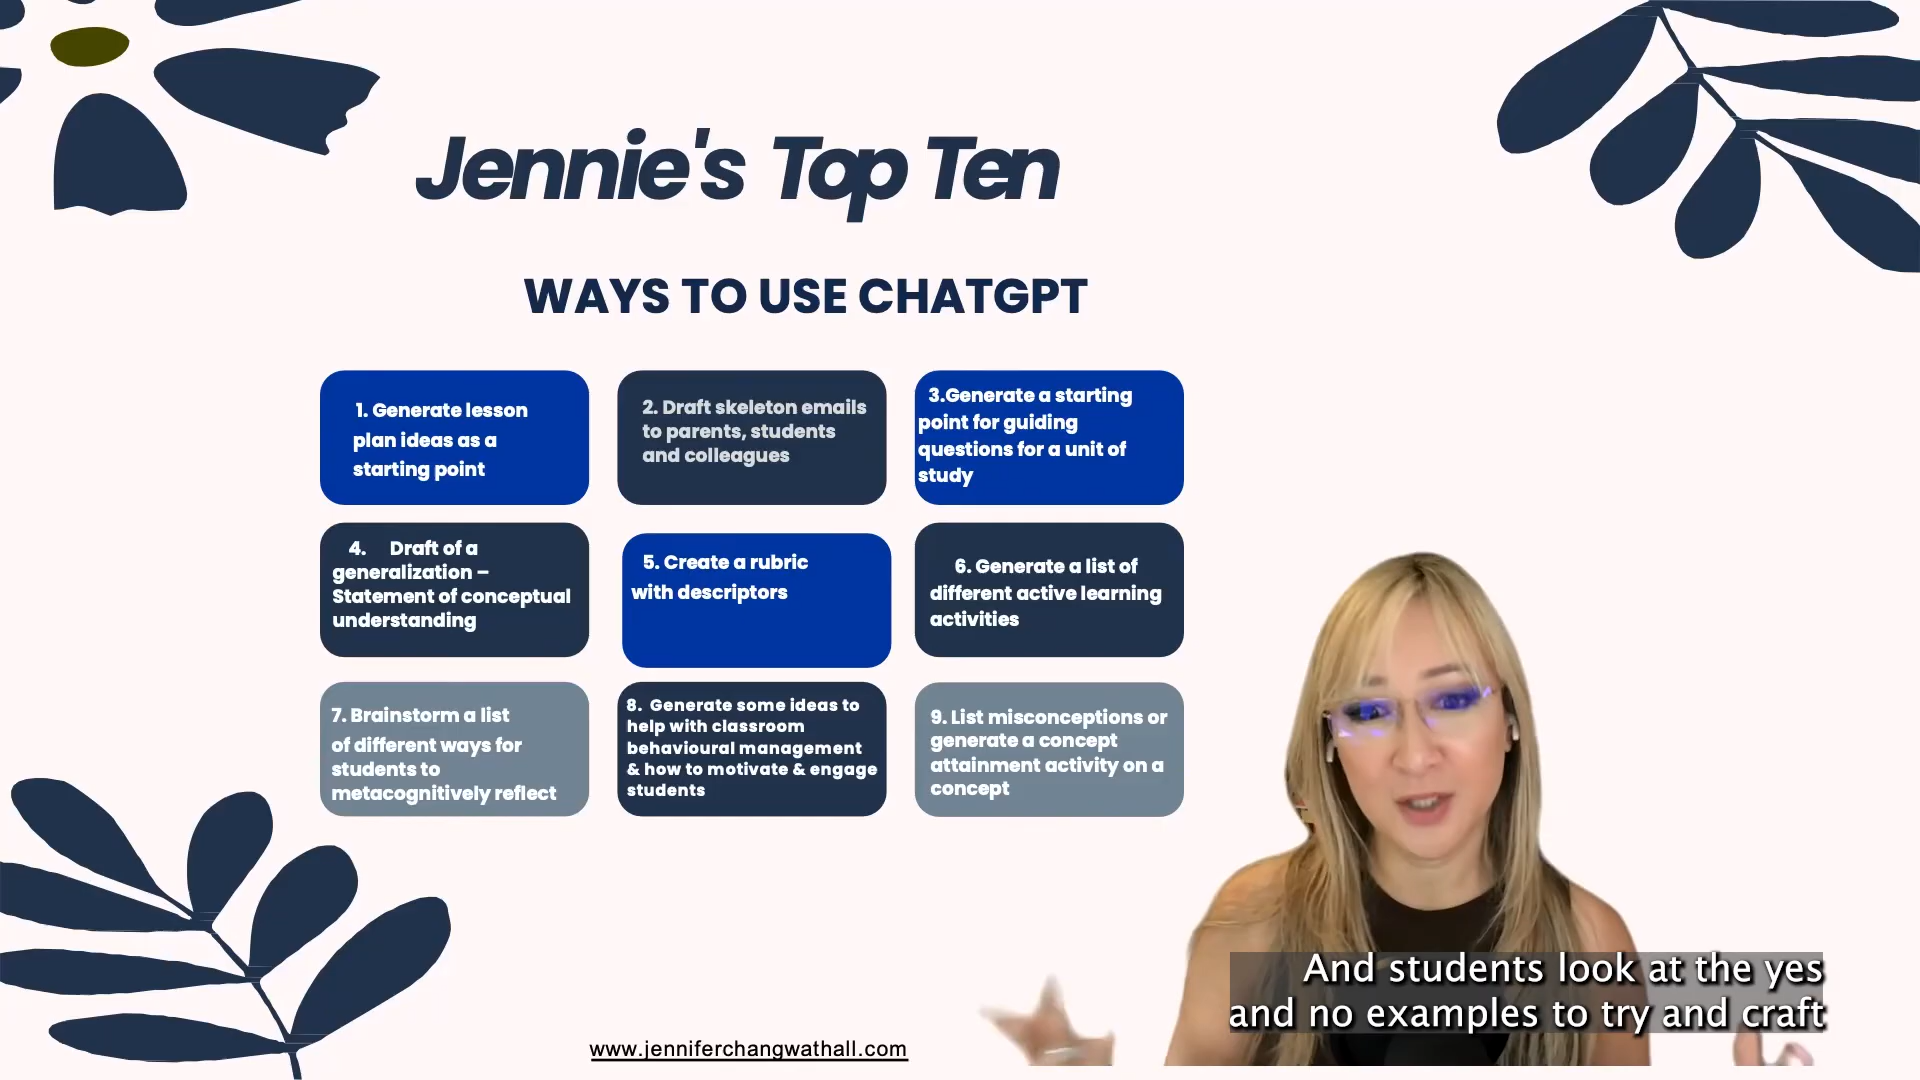 Jennie's Top Ten
WAYS TO USE CHATGPT
1. Generate lesson
plan ideas as a
starting point
2. Draft skeleton emails
to parents, students
and colleagues
3.Generate a starting
point for guiding
questions for a unit of
study
4. Draft of a
generalization –
Statement of conceptual
understanding
5. Create a rubric
with descriptors
6. Generate a list of
different active learning
activities
7. Brainstorm a list
of different ways for
students to
metacognitively reflect
8. Generate some ideas to
help with classroom
behavioural management
& how to motivate & engage
students
9. List misconceptions or
generate a concept
attainment activity on a
concept
And students look at the yes
and no examples to try and craft
www.jenniferchangwathall.com